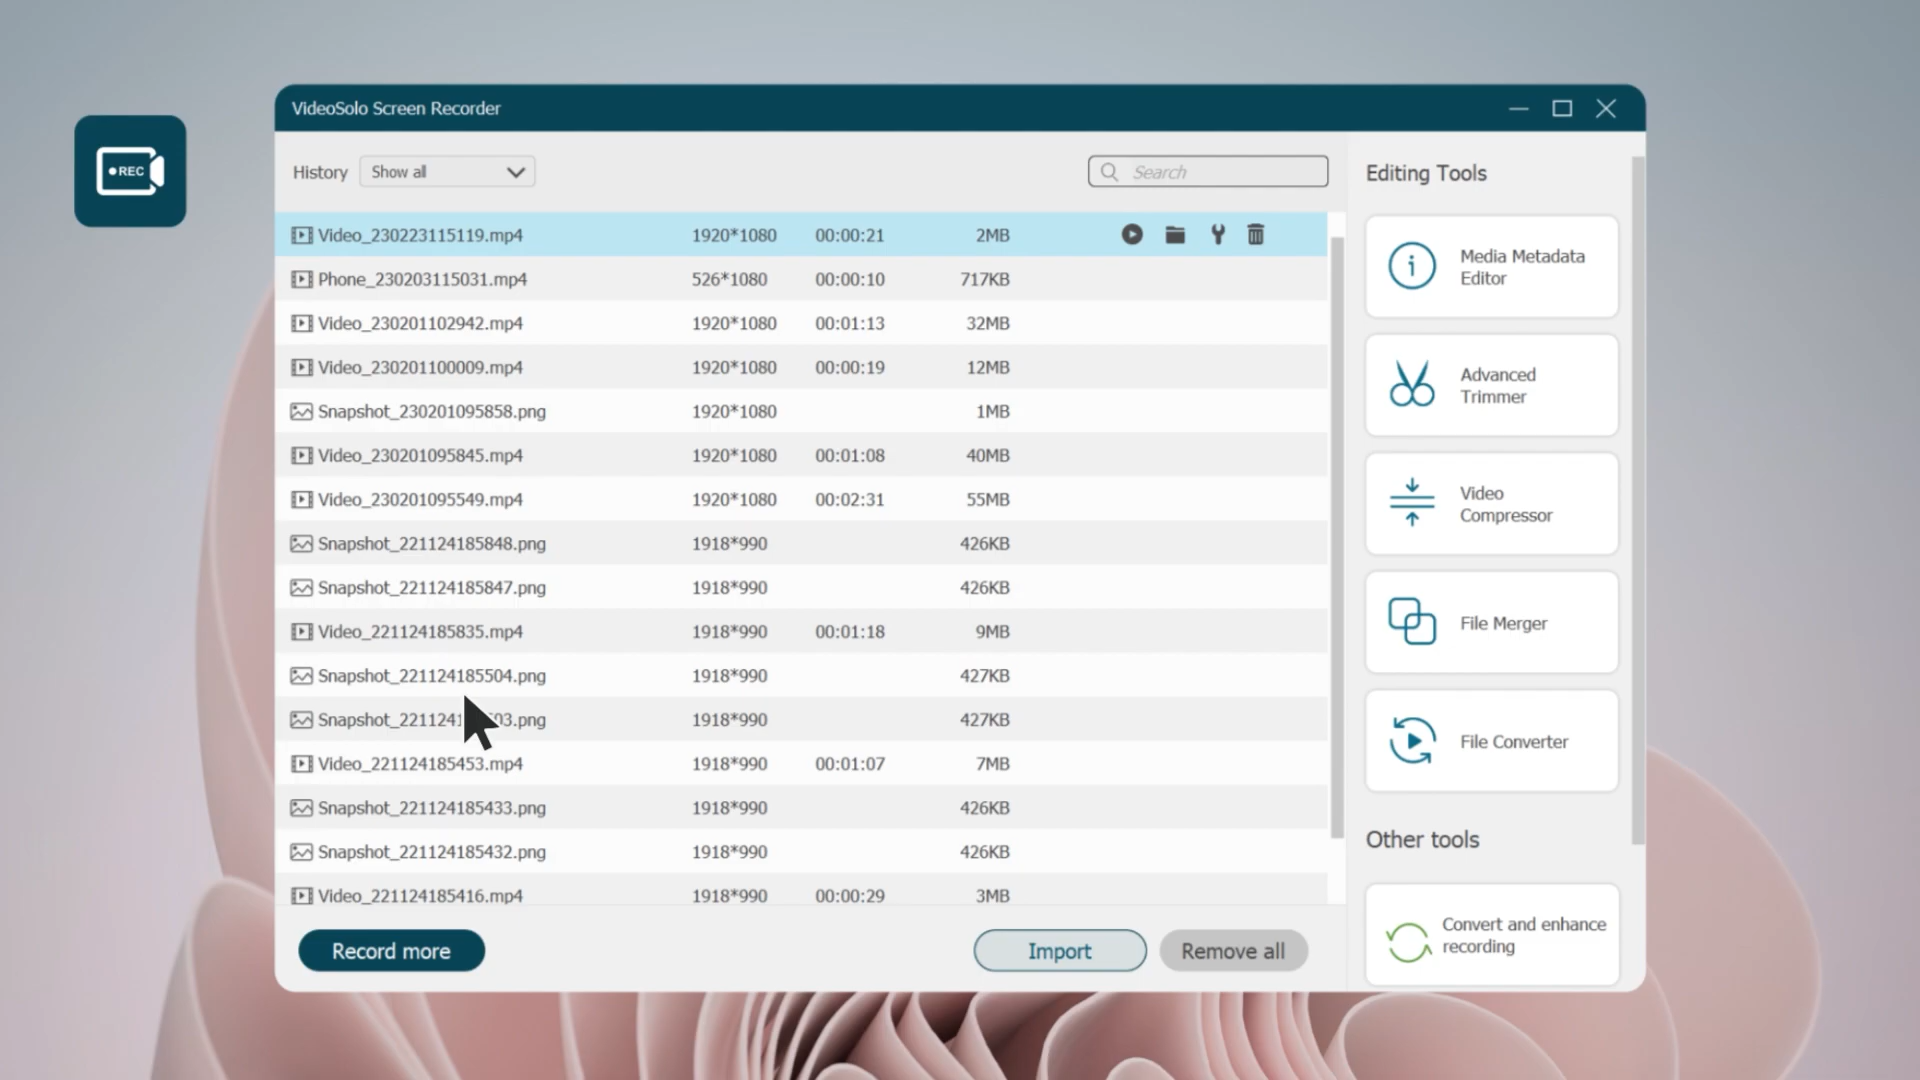 VideoSolo Screen Recorder
REC
History Show all Search
Video_230223115119.mp4 1920*1080 00:00:21 2MB
Phone_230203115031.mp4 526*1080 00:00:10 717KB
Video_230201102942.mp4 1920*1080 00:01:13 32MB
Video_230201100009.mp4 1920*1080 00:00:19 12MB
Snapshot_230201095858.png 1920*1080 1MB
Video_230201095845.mp4 1920*1080 00:01:08 40MB
Video_230201095549.mp4 1920*1080 00:02:31 55MB
Snapshot_221124185848.png 1918*990 426KB
Snapshot_221124185847.png 1918*990 426KB
Video_221124185835.mp4 1918*990 00:01:18 9MB
Snapshot_221124185504.png 1918*990 427KB
1918*990 427KB
Video_221124185453.mp4 1918*990 00:01:07 7MB
Snapshot_221124185433.png 1918*990 426KB
Snapshot_221124185432.png 1918*990 426KB
Video_221124185416.mp4 1918*990 00:00:29 3MB
Record more Import Remove all
Editing Tools
Media Metadata
Editor
Advanced
Trimmer
Video
Compressor
File Merger
File Converter
Other tools
Convert and enhance
recording